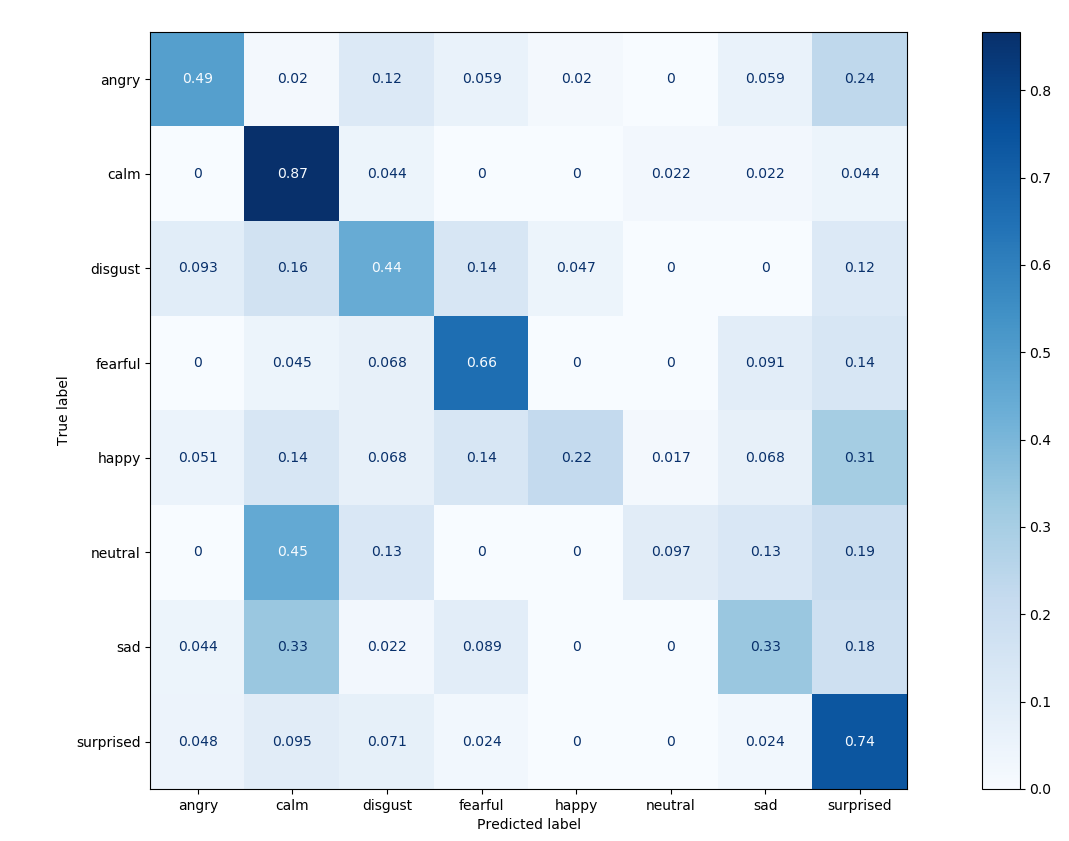 angry 0.49 0.02 0.12 0.059 0.02 0 0.059 0.24
calm 0 0.87 0.044 0 0 0.022 0.022 0.044
disgust 0.093 0.16 0.44 0.14 0.047 0 0 0.12
fearful 0 0.045 0.068 0.66 0 0 0.091 0.14
happy 0.051 0.14 0.068 0.14 0.22 0.017 0.068 0.31
neutral 0 0.45 0.13 0 0 0.097 0.13 0.19
sad 0.044 0.33 0.022 0.089 0 0 0.33 0.18
surprised 0.048 0.095 0.071 0.024 0 0 0.024 0.74
angry calm disgust fearful happy neutral sad surprised
Predicted label
True label
0.8
0.7
0.6
0.5
0.4
0.3
0.2
0.1
0.0